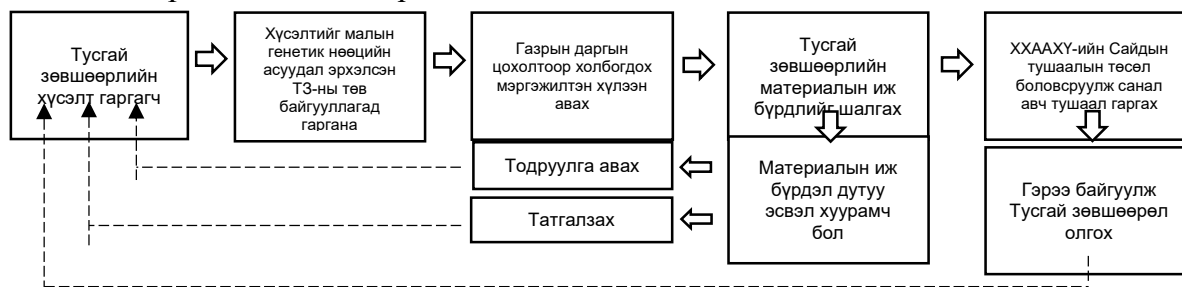 Тусгай
зөвшөөрлийн
хүсэлт гаргагч
Хүсэлтийг малын
генетик нөөцийн
асуудал эрхэлсэн
ТЗ-ны төв
байгууллагад
гаргана
Газрын даргын
цохолтоор холбогдох
мэргэжилтэн хүлээн
авах
Тусгай
зөвшөөрлийн
материалын иж
бүрдлийг шалгах
ХХААХҮ-ийн Сайдын
тушаалын төсөл
боловсруулж санал
авч тушаал гаргах
Тодруулга авах
Татгалзах
Материалын иж
бүрдэл дутуу
эсвэл хуурамч
бол
Гэрээ байгуулж
Тусгай зөвшөөрөл
олгох